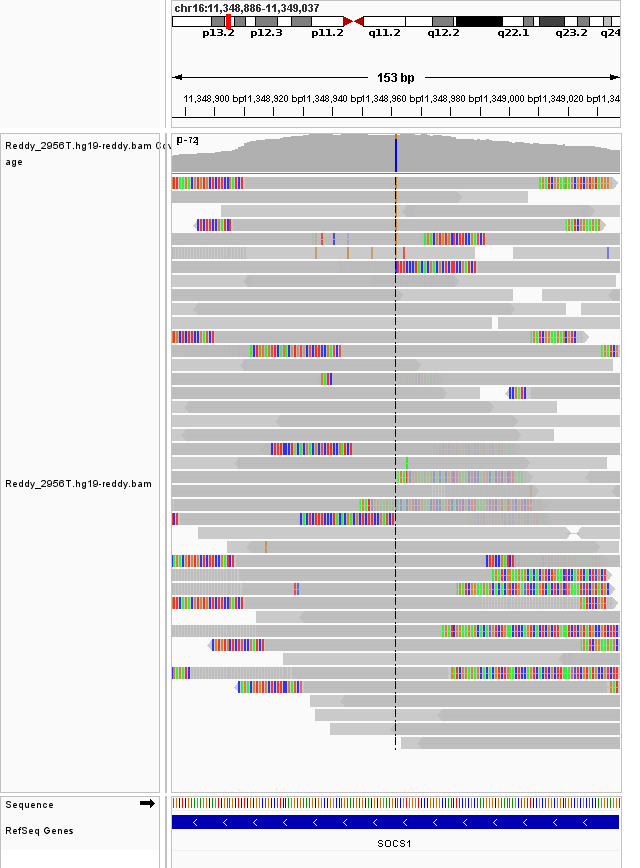 chr16:11,348,886-11,349,037
p13.2 p12.3 p11.2 q11.2 q12.2 q22.1 q23.2 q24
153 bp
11,348,900 bp 11,348,920 bp 11,348,940 bp 11,348,960 bp 11,348,980 bp 11,349,000 bp 11,349,020 bp 11,34
[0-72]
Reddy_2956T.hg19-reddy.bam Cov
age
Reddy_2956T.hg19-reddy.bam
Sequence
RefSeq Genes
SOCS1